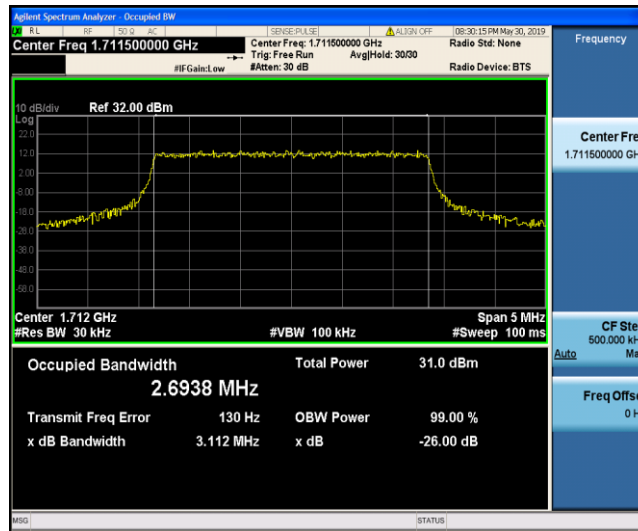 Agilent Spectrum Analyzer - Occupied BW
RL RF 50 Ω AC SENSE:PULSE ALIGN OFF 08:30:15 PM May 30, 2019
Center Freq 1.711500000 GHz
Center Freq: 1.711500000 GHz
Radio Std: None
Trig: Free Run Avg|Hold: 30/30
#IFGain:Low #Atten: 30 dB Radio Device: BTS
10 dB/div Ref 32.00 dBm
Log
22.0
12.0
2.00
-8.00
-18.0
-28.0
-38.0
-48.0
-58.0
Center 1.712 GHz Span 5 MHz
#Res BW 30 kHz #VBW 100 kHz #Sweep 100 ms
Occupied Bandwidth Total Power 31.0 dBm
2.6938 MHz
Transmit Freq Error 130 Hz OBW Power 99.00 %
x dB Bandwidth 3.112 MHz x dB -26.00 dB
MSG STATUS
Frequency
Center Fre
1.711500000 GH
CF Ste
500.000 kH
Auto Ma
Freq Offse
0 H